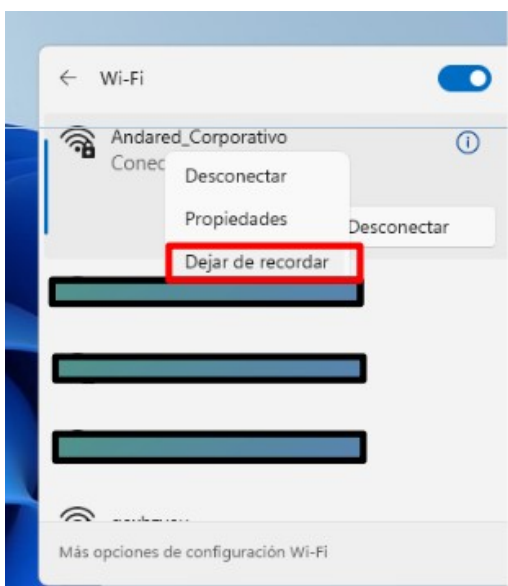 Wi-Fi
Andared_Corporativo
Conec
Desconectar
Propiedades
Desconectar
Dejar de recordar
Más opciones de configuración Wi-Fi